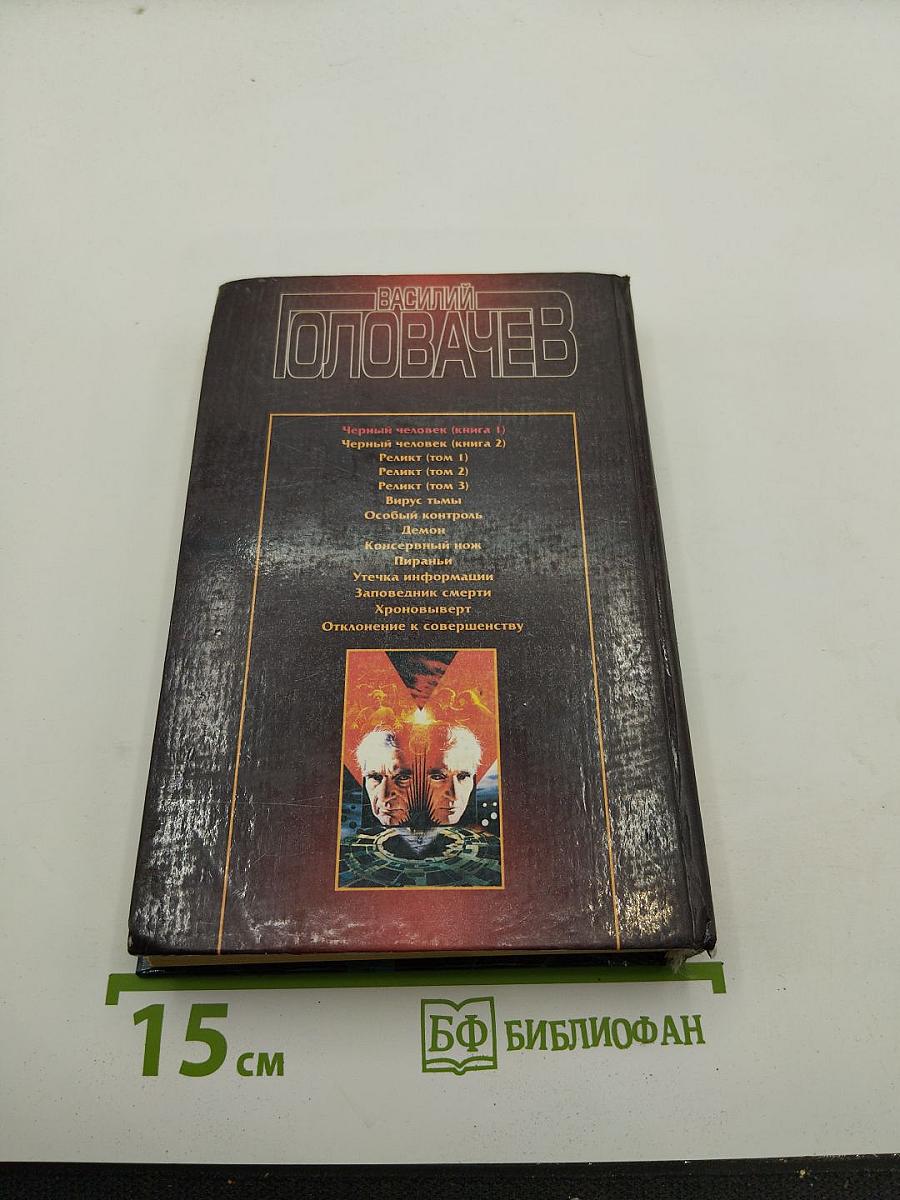 ВАСИЛИЙ
ГОЛОВАЧЕВ
Черный человек (книга 1)
Черный человек (книга 2)
Реликт (том 1)
Реликт (том 2)
Реликт (том 3)
Вирус тьмы
Особый контроль
Демон
Консервный нож
Пираньи
Утечка информации
Заповедник смерти
Хроновыверт
Отклонение к совершенству
15 см
БФ БИБЛИОФАН